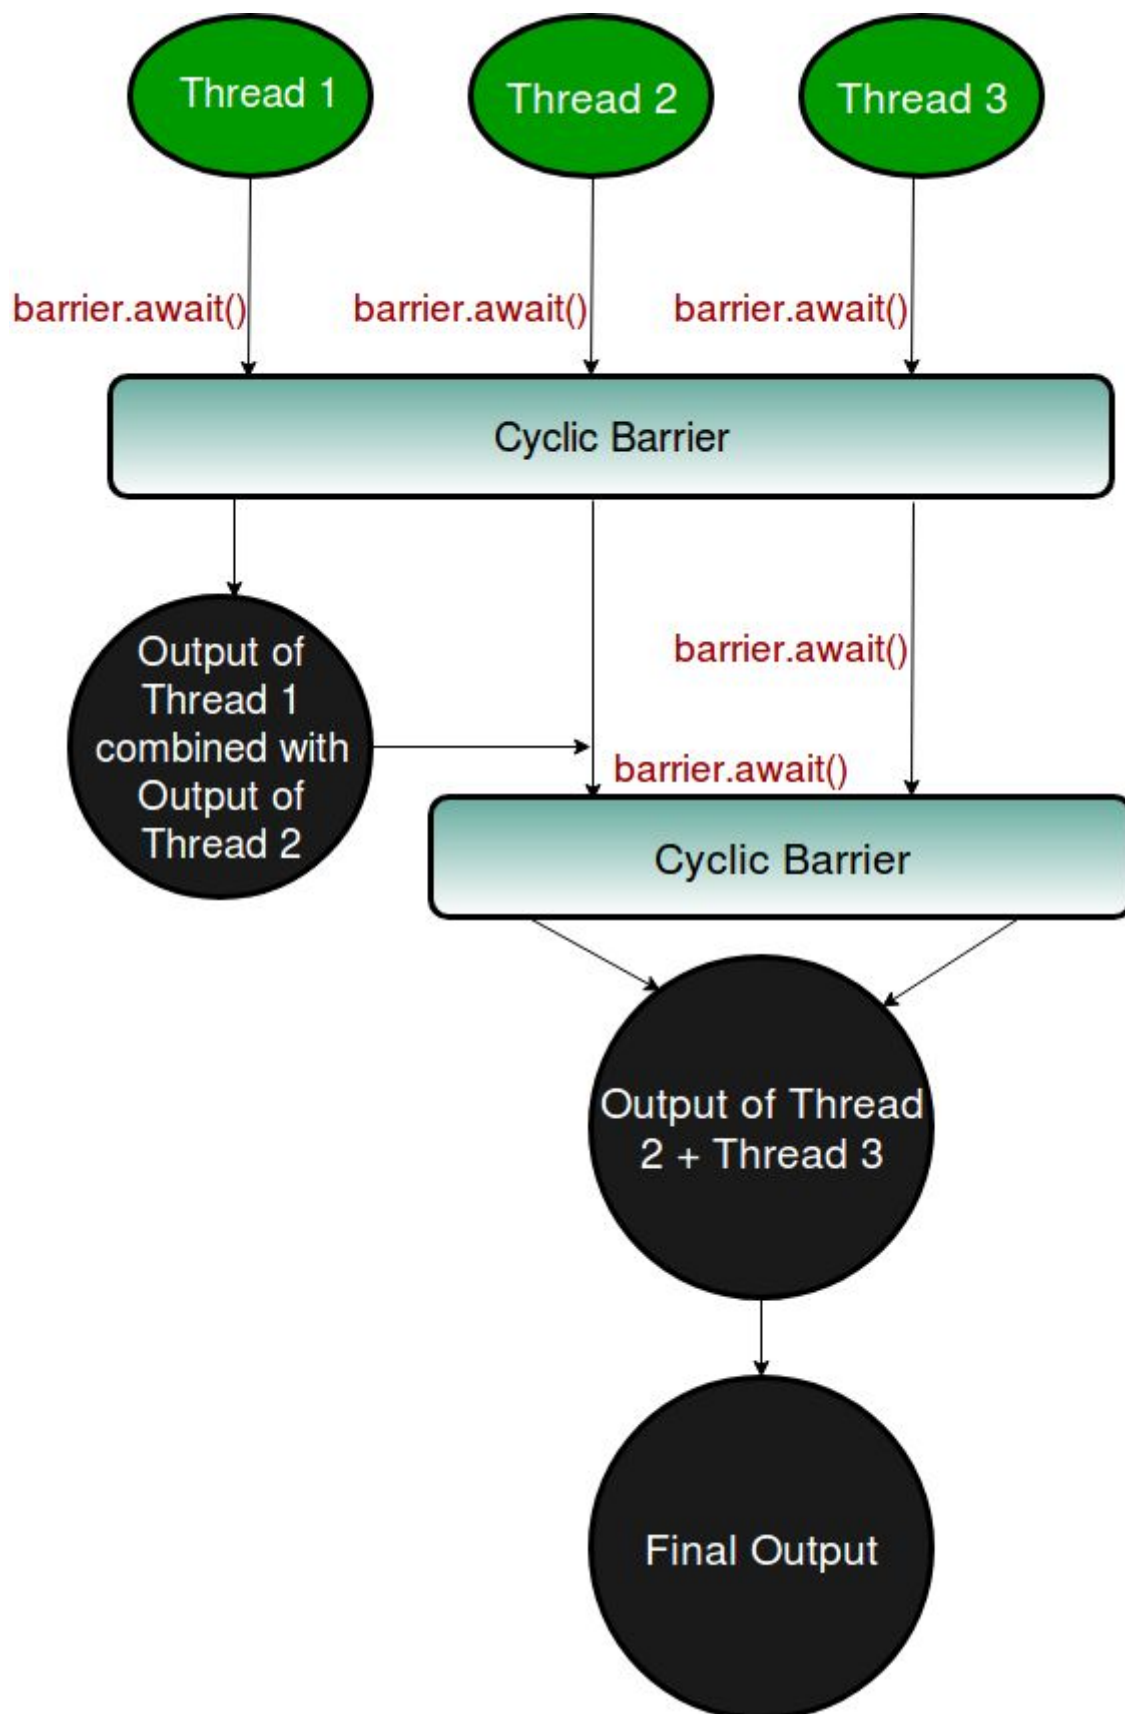 Thread 1
Thread 2
Thread 3
barrier.await()
barrier.await()
barrier.await()
Cyclic Barrier
Output of
Thread 1
combined with
Output of
Thread 2
barrier.await()
barrier.await()
Cyclic Barrier
Output of Thread
2 + Thread 3
Final Output